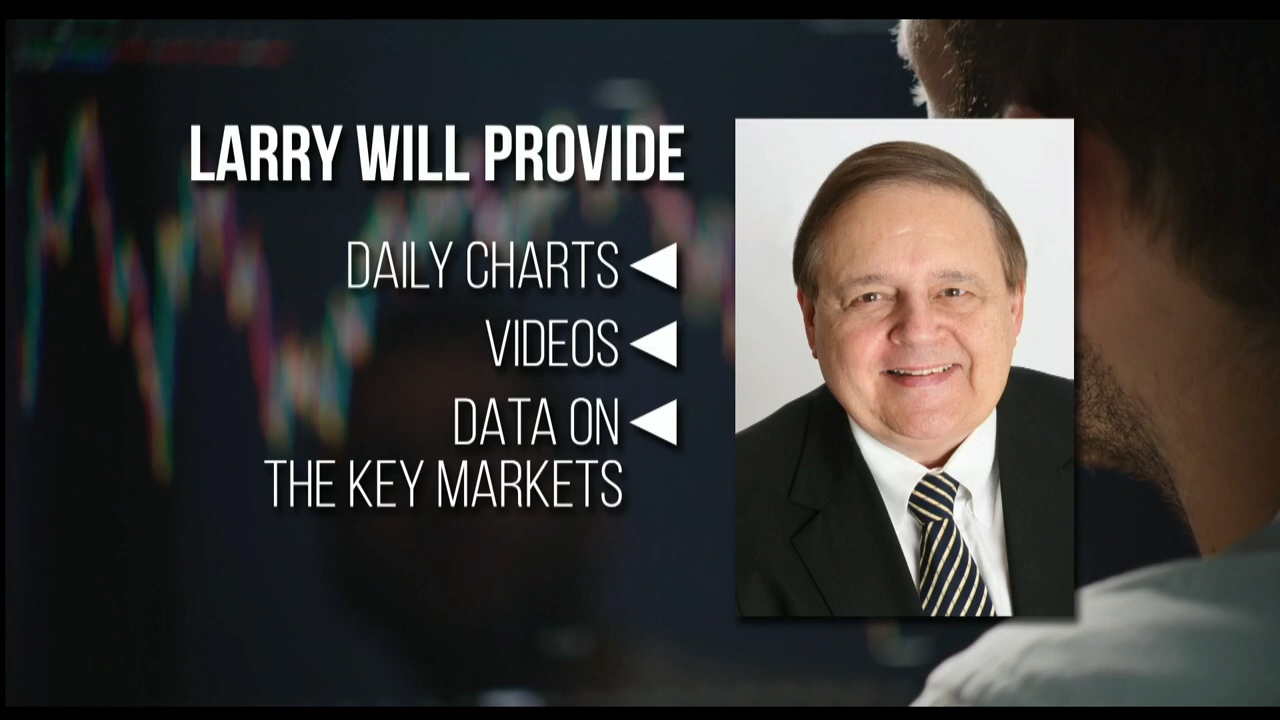 LARRY WILL PROVIDE
DAILY CHARTS
VIDEOS
DATA ON
THE KEY MARKETS